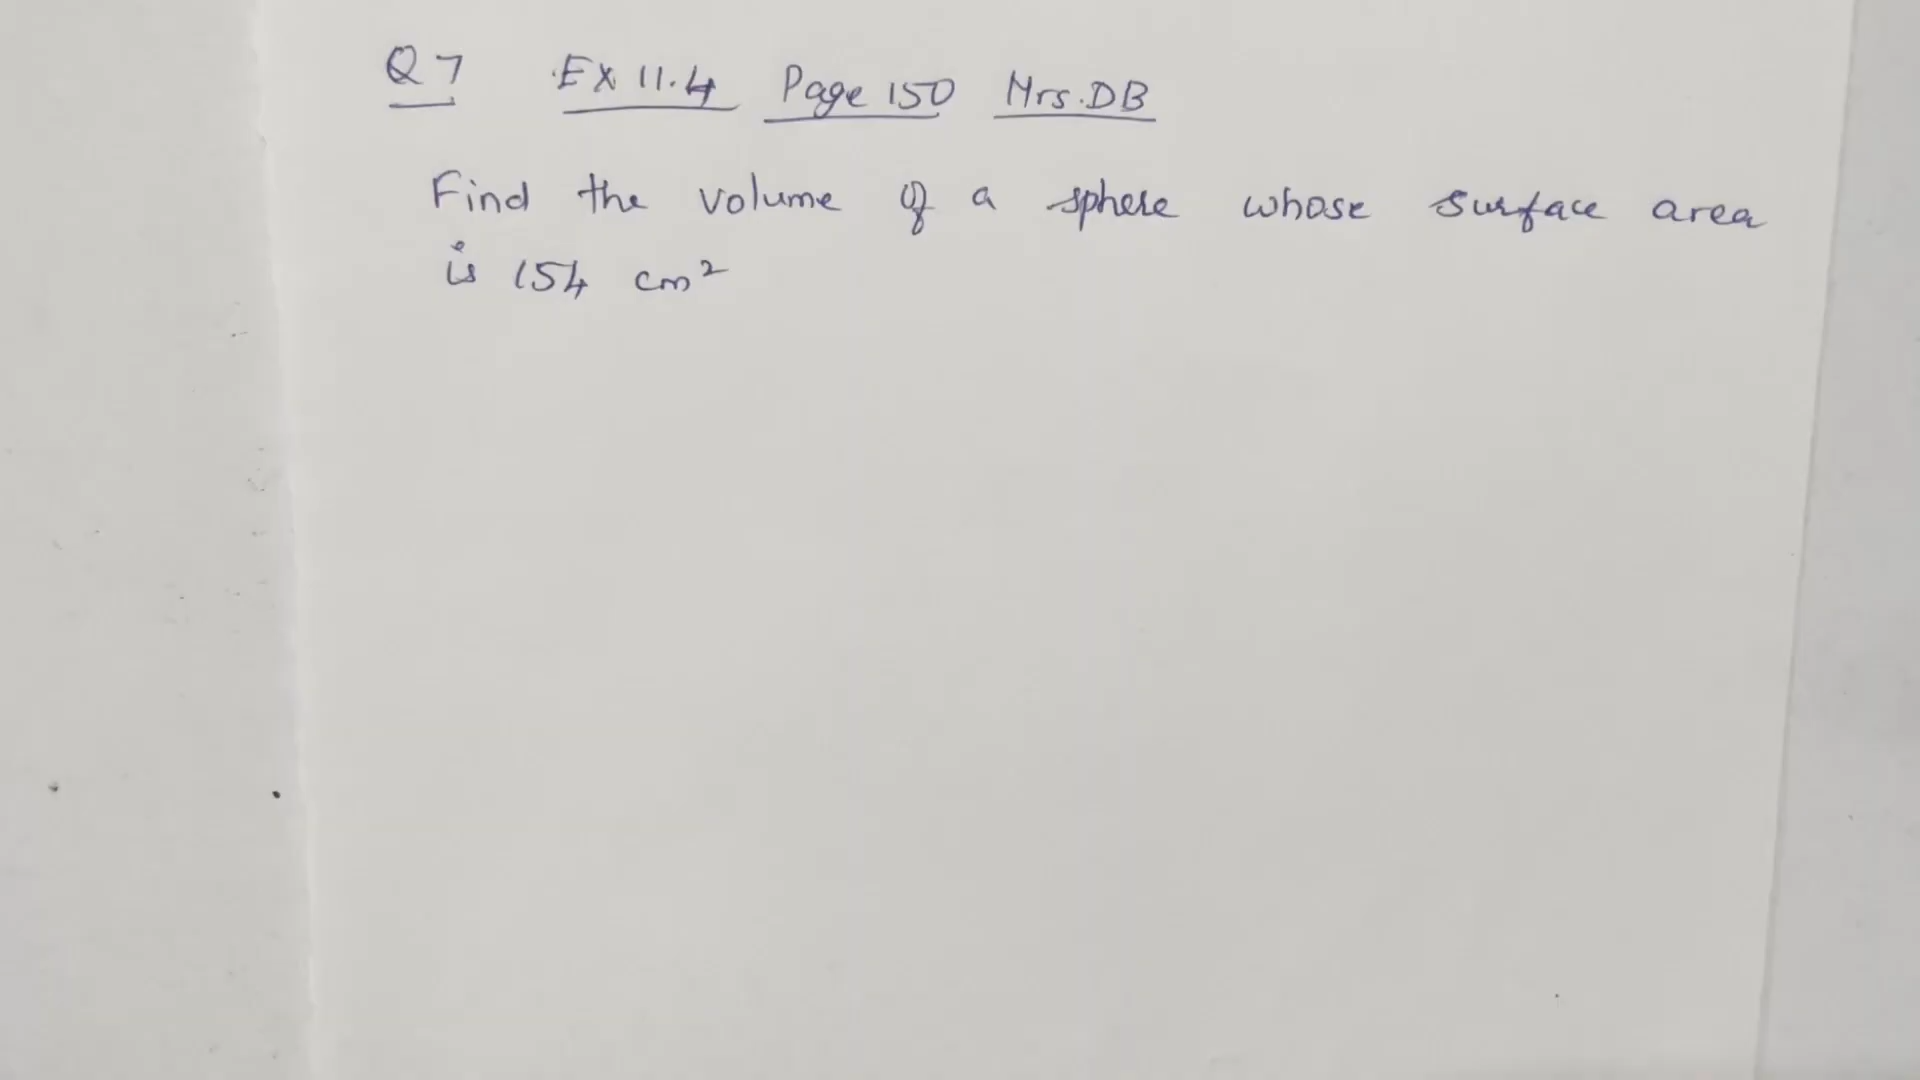 Q7 Ex 11.4 Page 150 Mrs.DB
Find the volume of a sphere whose surface area
is 154 cm²